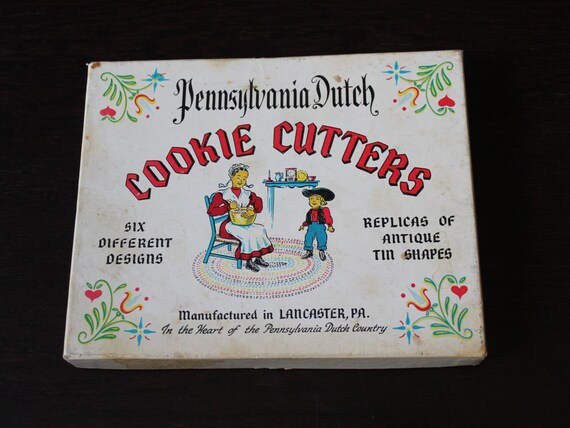 Pennsylvania Dutch
COOKIE CUTTERS
SIX
DIFFERENT
DESIGNS
REPLICAS OF
ANTIQUE
TIN SHAPES
Manufactured in LANCASTER, PA.
In the Heart of the Pennsylvania Dutch Country